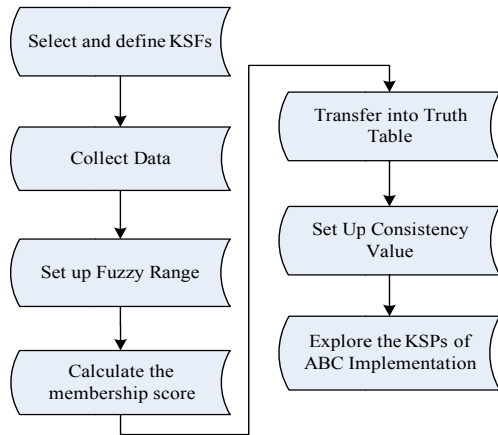 Select and define KSFs
Collect Data
Set up Fuzzy Range
Calculate the
membership score
Transfer into Truth
Table
Set Up Consistency
Value
Explore the KSPs of
ABC Implementation